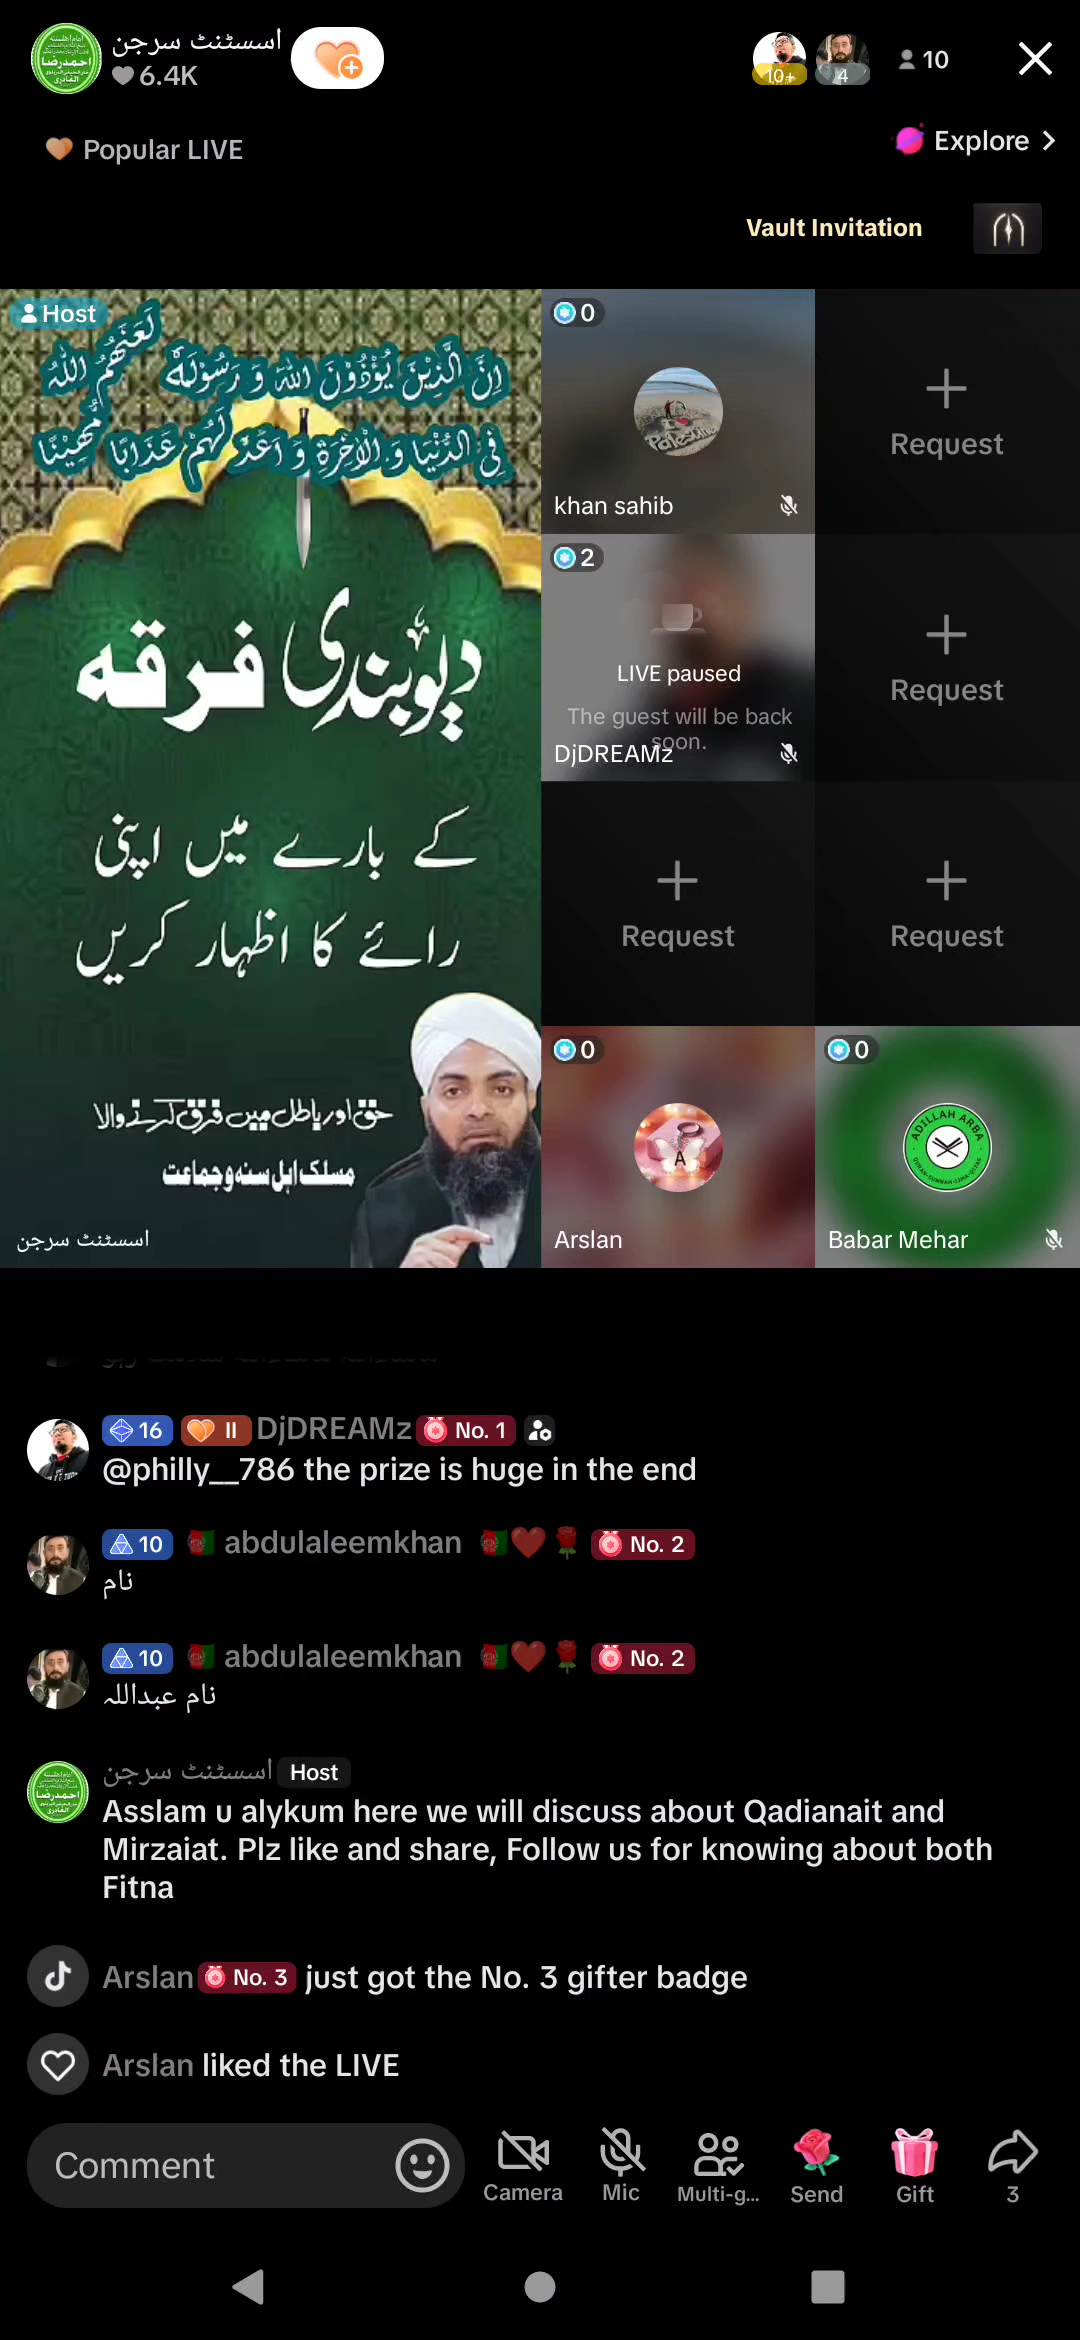 اسسٹنٹ سرجن
6.4K
10+
4
10
Popular LIVE
Explore
Vault Invitation
Host
اِنَّ الَّذِيْنَ يُؤْذُوْنَ اللّٰهَ وَ رَسُوْلَهٗ لَعَنَهُمُ اللّٰهُ
فِى الدُّنْيَا وَ الْاٰخِرَةِ وَ اَعَدَّ لَهُمْ عَذَابًا مُّهِيْنًا
دیوبندی فرقہ
کے بارے میں اپنی
رائے کا اظہار کریں
حق اور باطل میں فرق کرنے والا
مسلک اہل سنہ و جماعت
اسسٹنٹ سرجن
0
Palestine
khan sahib
Request
2
LIVE paused
The guest will be back soon.
DjDREAMz
Request
Request
Request
0
A
Arslan
0
ADILLAH ARBA
Babar Mehar
16 II DjDREAMz No. 1
@philly__786 the prize is huge in the end
10 🇦🇫 abdulaleemkhan 🇦🇫❤️🌹 No. 2
نام
10 🇦🇫 abdulaleemkhan 🇦🇫❤️🌹 No. 2
نام عبداللہ
اسسٹنٹ سرجن Host
Asslam u alykum here we will discuss about Qadianait and
Mirzaiat. Plz like and share, Follow us for knowing about both
Fitna
Arslan No. 3 just got the No. 3 gifter badge
Arslan liked the LIVE
Comment
Camera
Mic
Multi-g...
Send
Gift
3